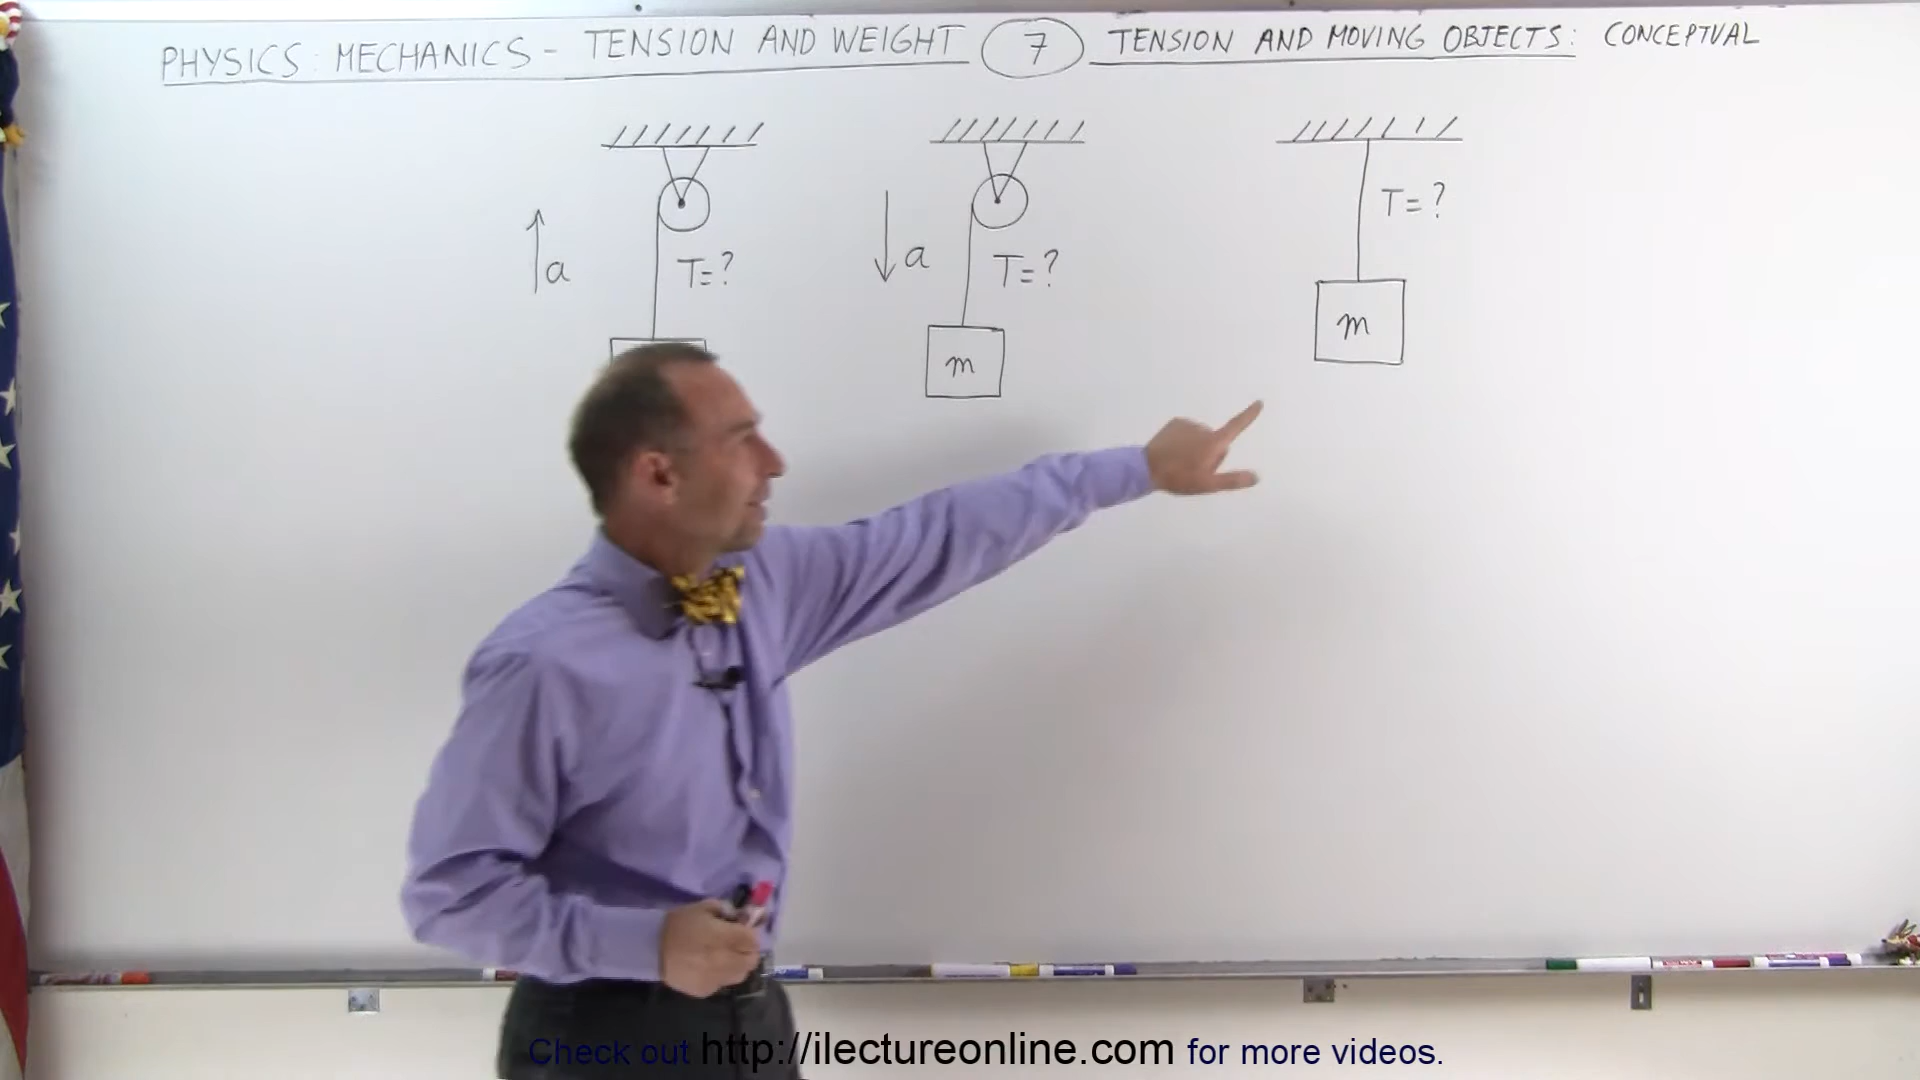 PHYSICS: MECHANICS - TENSION AND WEIGHT 7 TENSION AND MOVING OBJECTS: CONCEPTUAL
a
T=?
a
T=?
m
T=?
m
Check out http://ilectureonline.com for more videos.